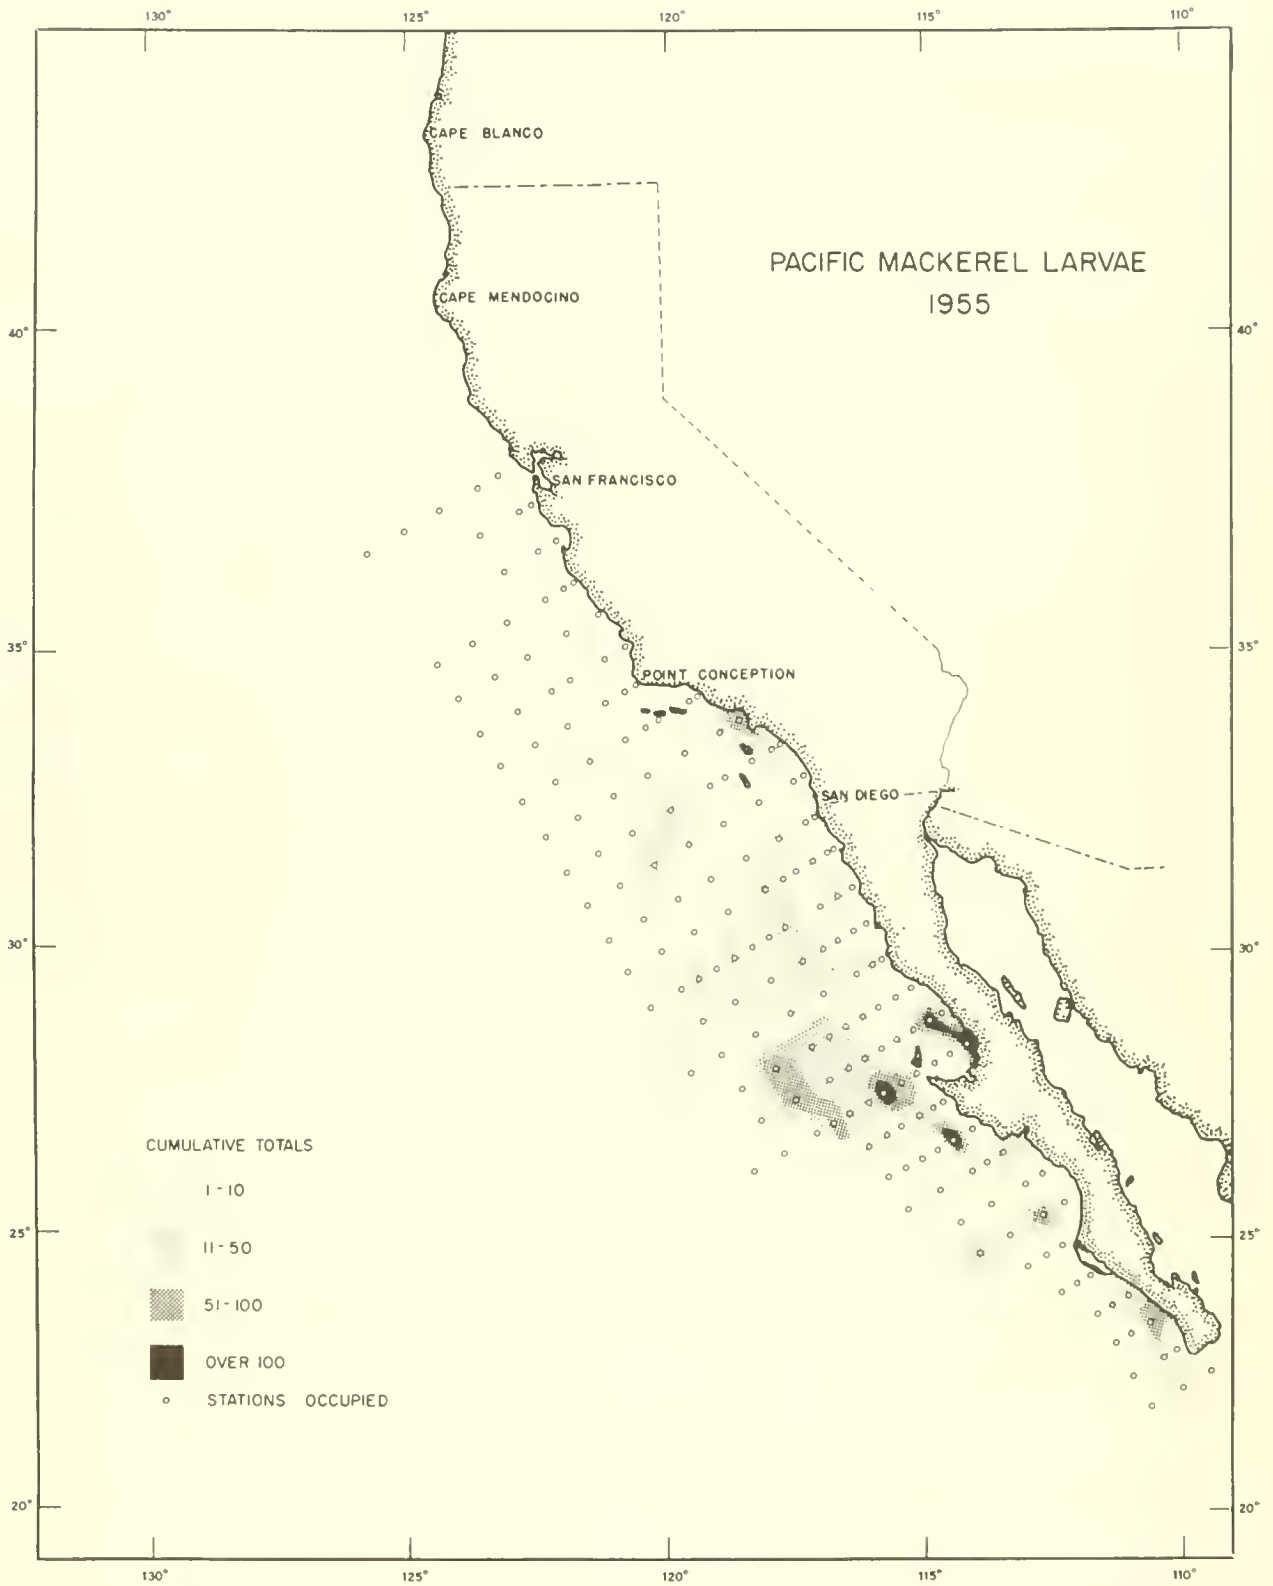 130° 125° 120° 115° 110°
CAPE BLANCO
PACIFIC MACKEREL LARVAE
1955
CAPE MENDOCINO
40° 40°
SAN FRANCISCO
35° 35°
POINT CONCEPTION
SAN DIEGO
30° 30°
CUMULATIVE TOTALS
1-10
25° 25°
11-50
51-100
OVER 100
STATIONS OCCUPIED
20° 20°
130° 125° 120° 115° 110°